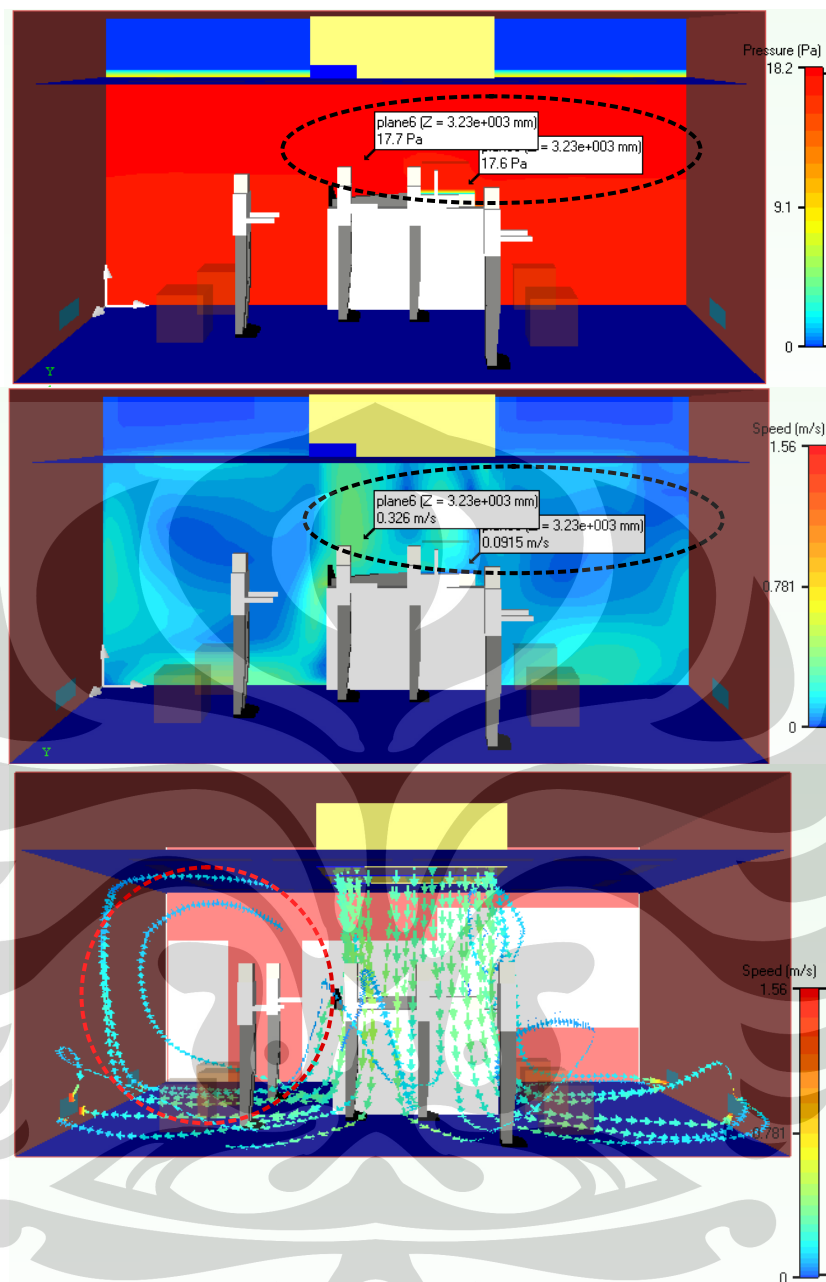 Pressure (Pa)
18.2
plane6 (Z = 3.23e+003 mm)
17.7 Pa
Z = 3.23e+003 mm)
17.6 Pa
9.1
0
Y
Speed (m/s)
1.56
plane6 (Z = 3.23e+003 mm)
0.326 m/s
Z = 3.23e+003 mm)
0.0915 m/s
0.781
0
Y
Speed (m/s)
1.56
0.781
0